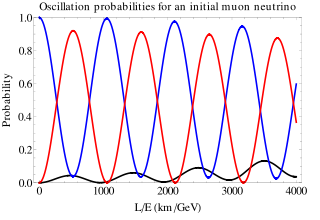 Oscillation probabilities for an initial muon neutrino
Probability
1.0
0.8
0.6
0.4
0.2
0.0
0 1000 2000 3000 4000
L/E (km/GeV)